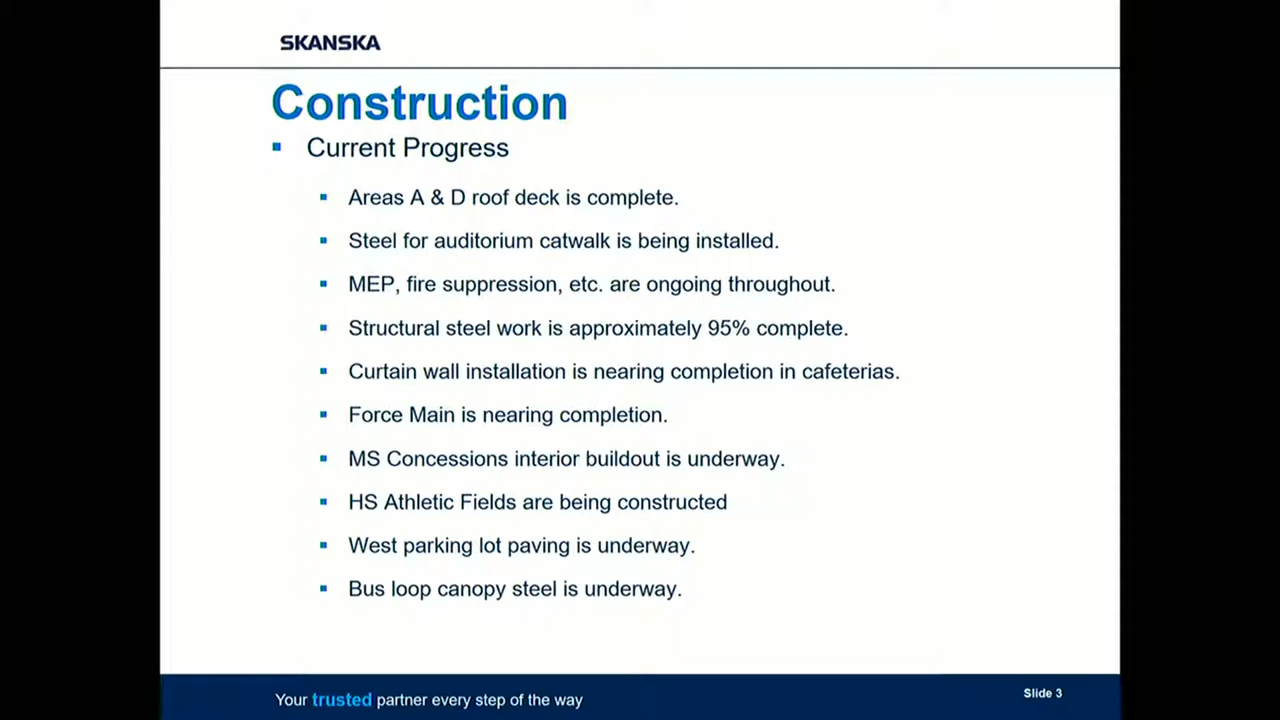 SKANSKA
Construction
Current Progress
Areas A & D roof deck is complete.
Steel for auditorium catwalk is being installed.
MEP, fire suppression, etc. are ongoing throughout.
Structural steel work is approximately 95% complete.
Curtain wall installation is nearing completion in cafeterias.
Force Main is nearing completion.
MS Concessions interior buildout is underway.
HS Athletic Fields are being constructed
West parking lot paving is underway.
Bus loop canopy steel is underway.
Your trusted partner every step of the way
Slide 3